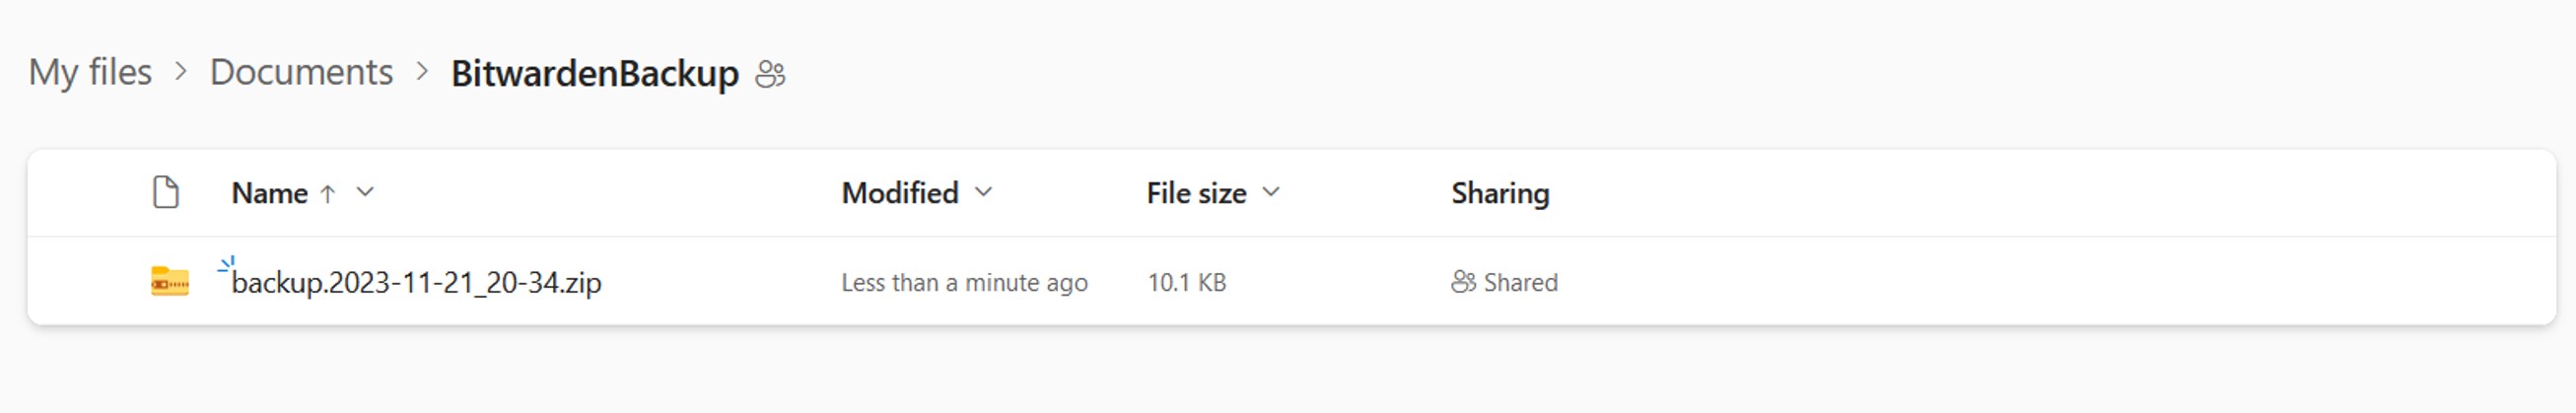 My files > Documents > BitwardenBackup
Name ↑ Modified File size Sharing
backup.2023-11-21_20-34.zip Less than a minute ago 10.1 KB Shared